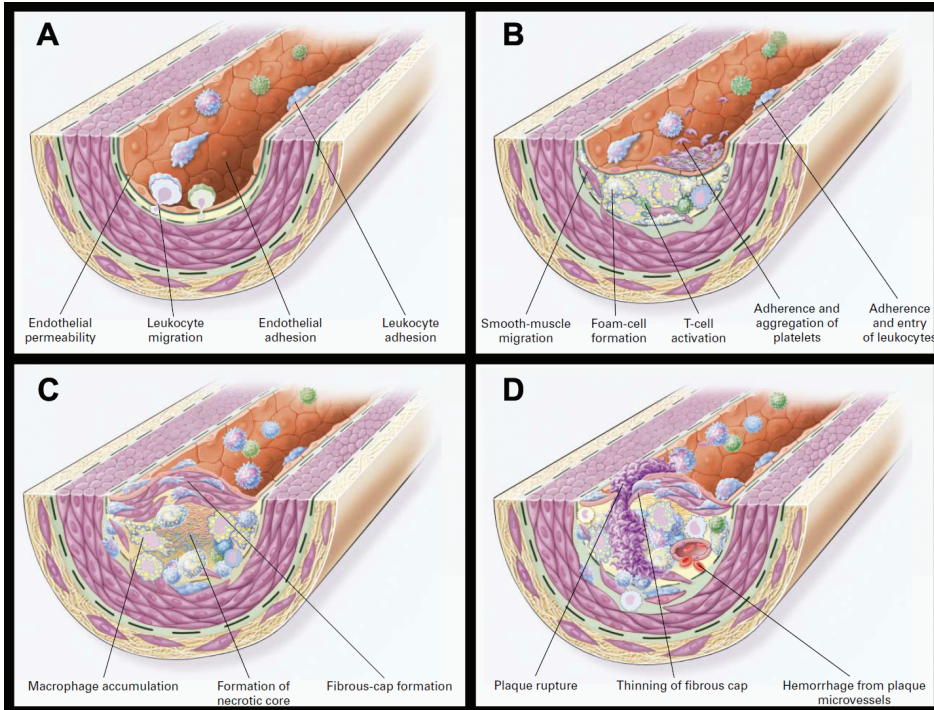 A
Endothelial
permeability
Leukocyte
migration
Endothelial
adhesion
Leukocyte
adhesion
B
Smooth-muscle
migration
Foam-cell
formation
T-cell
activation
Adherence and
aggregation of
platelets
Adherence
and entry
of leukocytes
C
Macrophage accumulation
Formation of
necrotic core
Fibrous-cap formation
D
Plaque rupture
Thinning of fibrous cap
Hemorrhage from plaque
microvessels